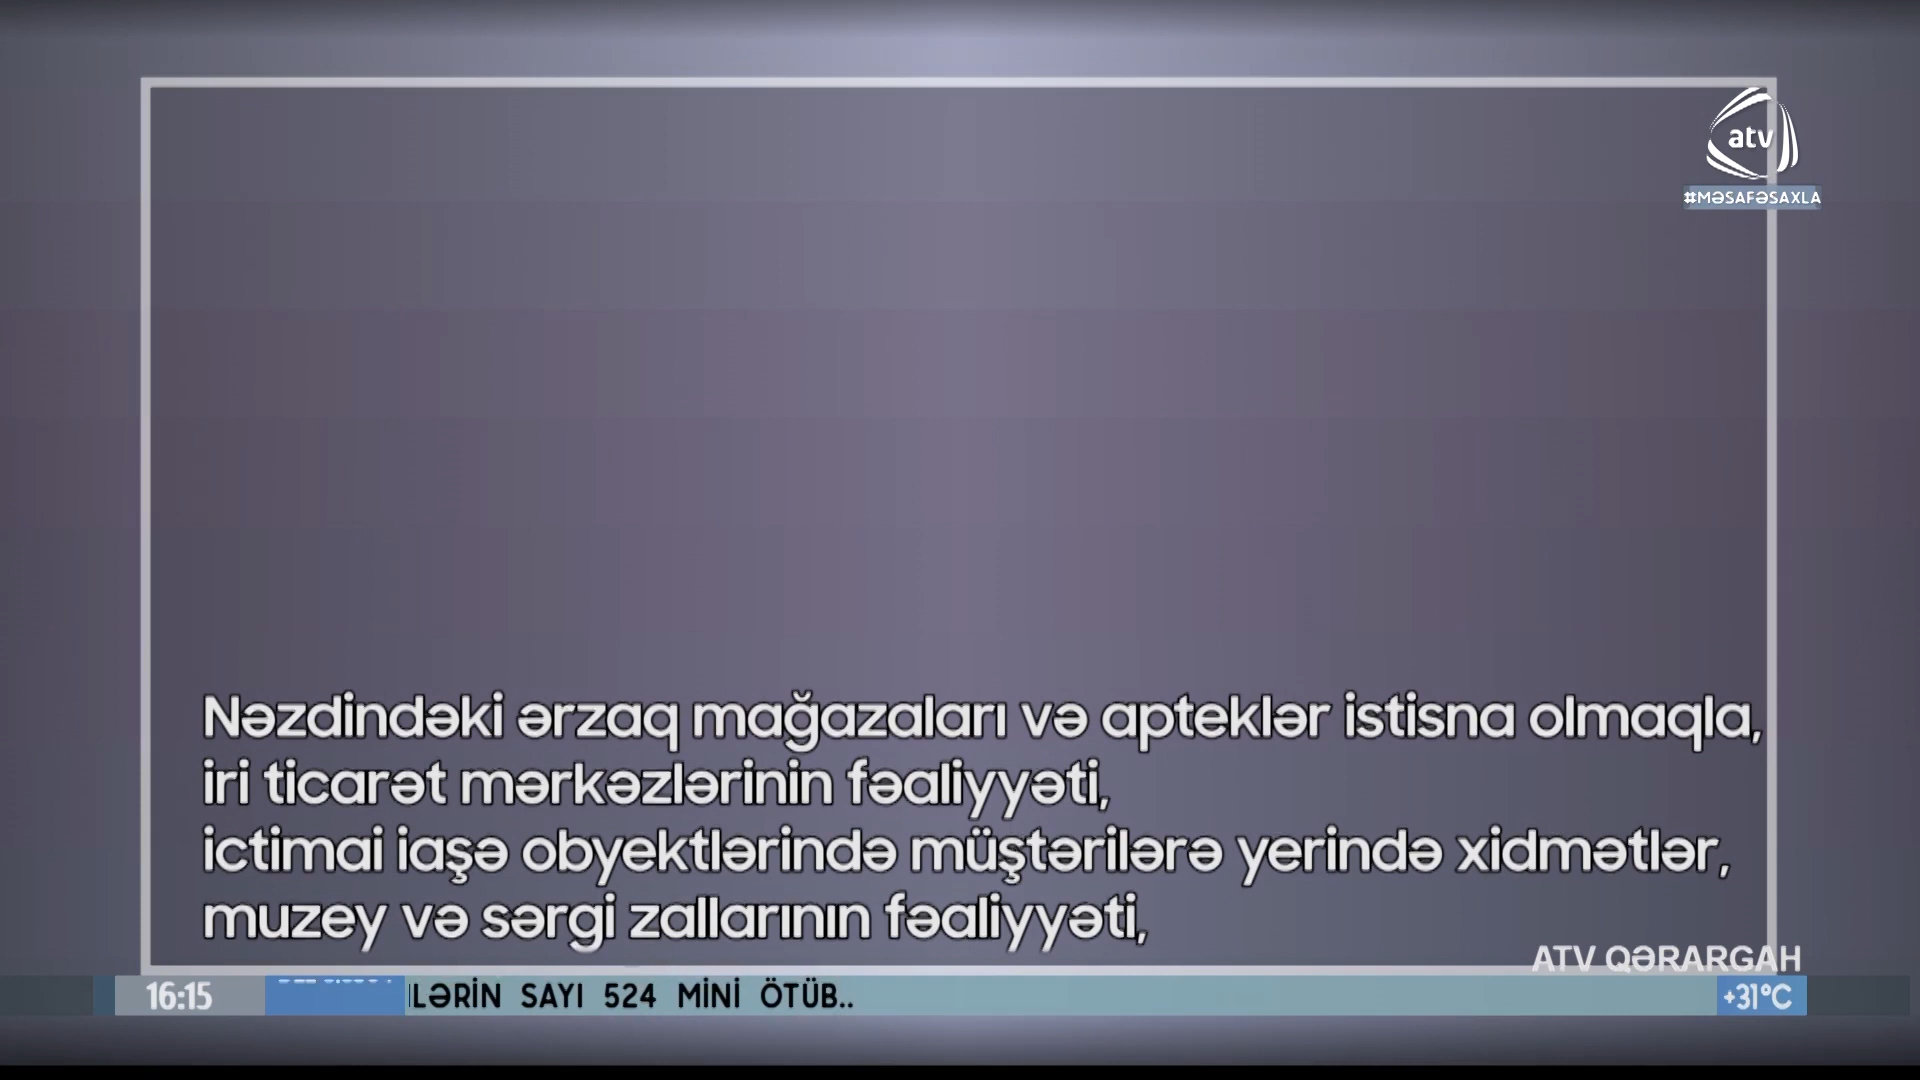 atv
#MƏSAFƏSAXLA
Nəzdindəki ərzaq mağazaları və apteklər istisna olmaqla,
iri ticarət mərkəzlərinin fəaliyyəti,
ictimai iaşə obyektlərində müştərilərə yerində xidmətlər,
muzey və sərgi zallarının fəaliyyəti,
ATV QƏRARGAH
16:15
LƏRİN SAYI 524 MİNİ ÖTÜB..
+31°C